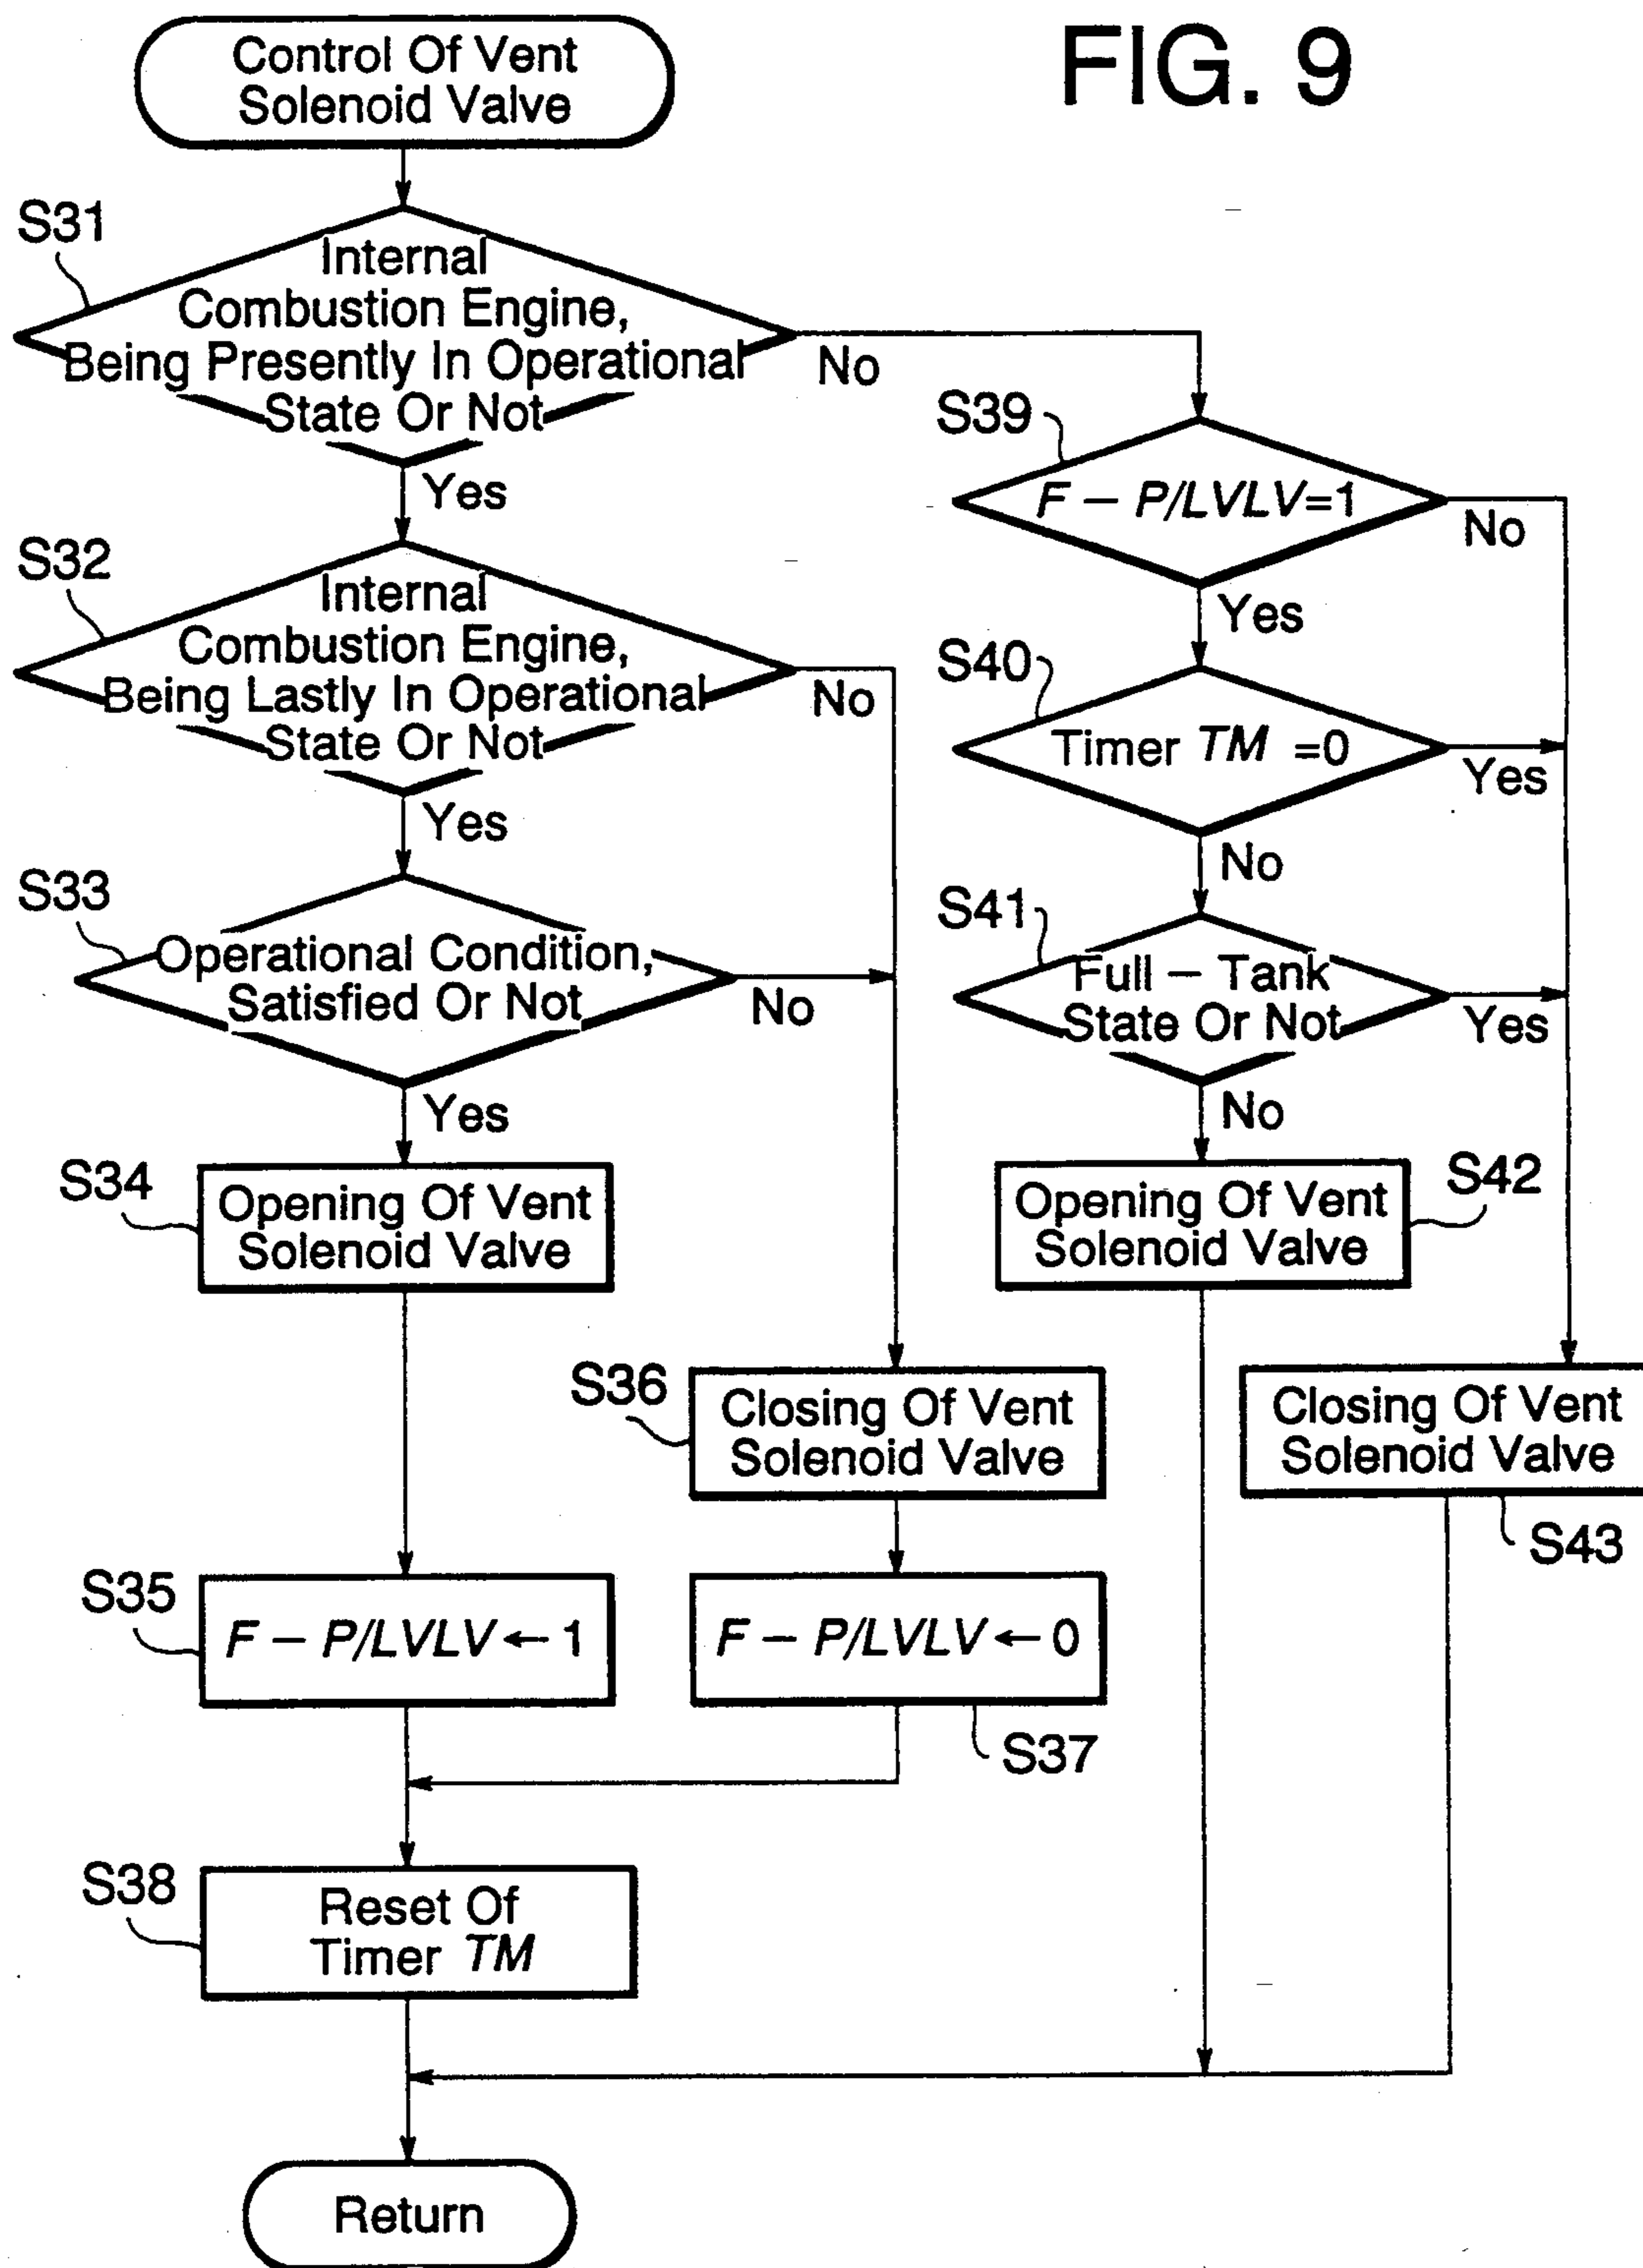 FIG. 9
Control Of Vent
Solenoid Valve
S31
Internal
Combustion Engine,
Being Presently In Operational
State Or Not
No
Yes
S32
Internal
Combustion Engine,
Being Lastly In Operational
State Or Not
No
Yes
S33
Operational Condition,
Satisfied Or Not
No
Yes
S34
Opening Of Vent
Solenoid Valve
S35
F – P/LVLV ← 1
S36
Closing Of Vent
Solenoid Valve
F – P/LVLV ← 0
S37
S38
Reset Of
Timer TM
S39
F – P/LVLV=1
No
Yes
S40
Timer TM =0
Yes
No
S41
Full – Tank
State Or Not
Yes
No
S42
Opening Of Vent
Solenoid Valve
Closing Of Vent
Solenoid Valve
S43
Return